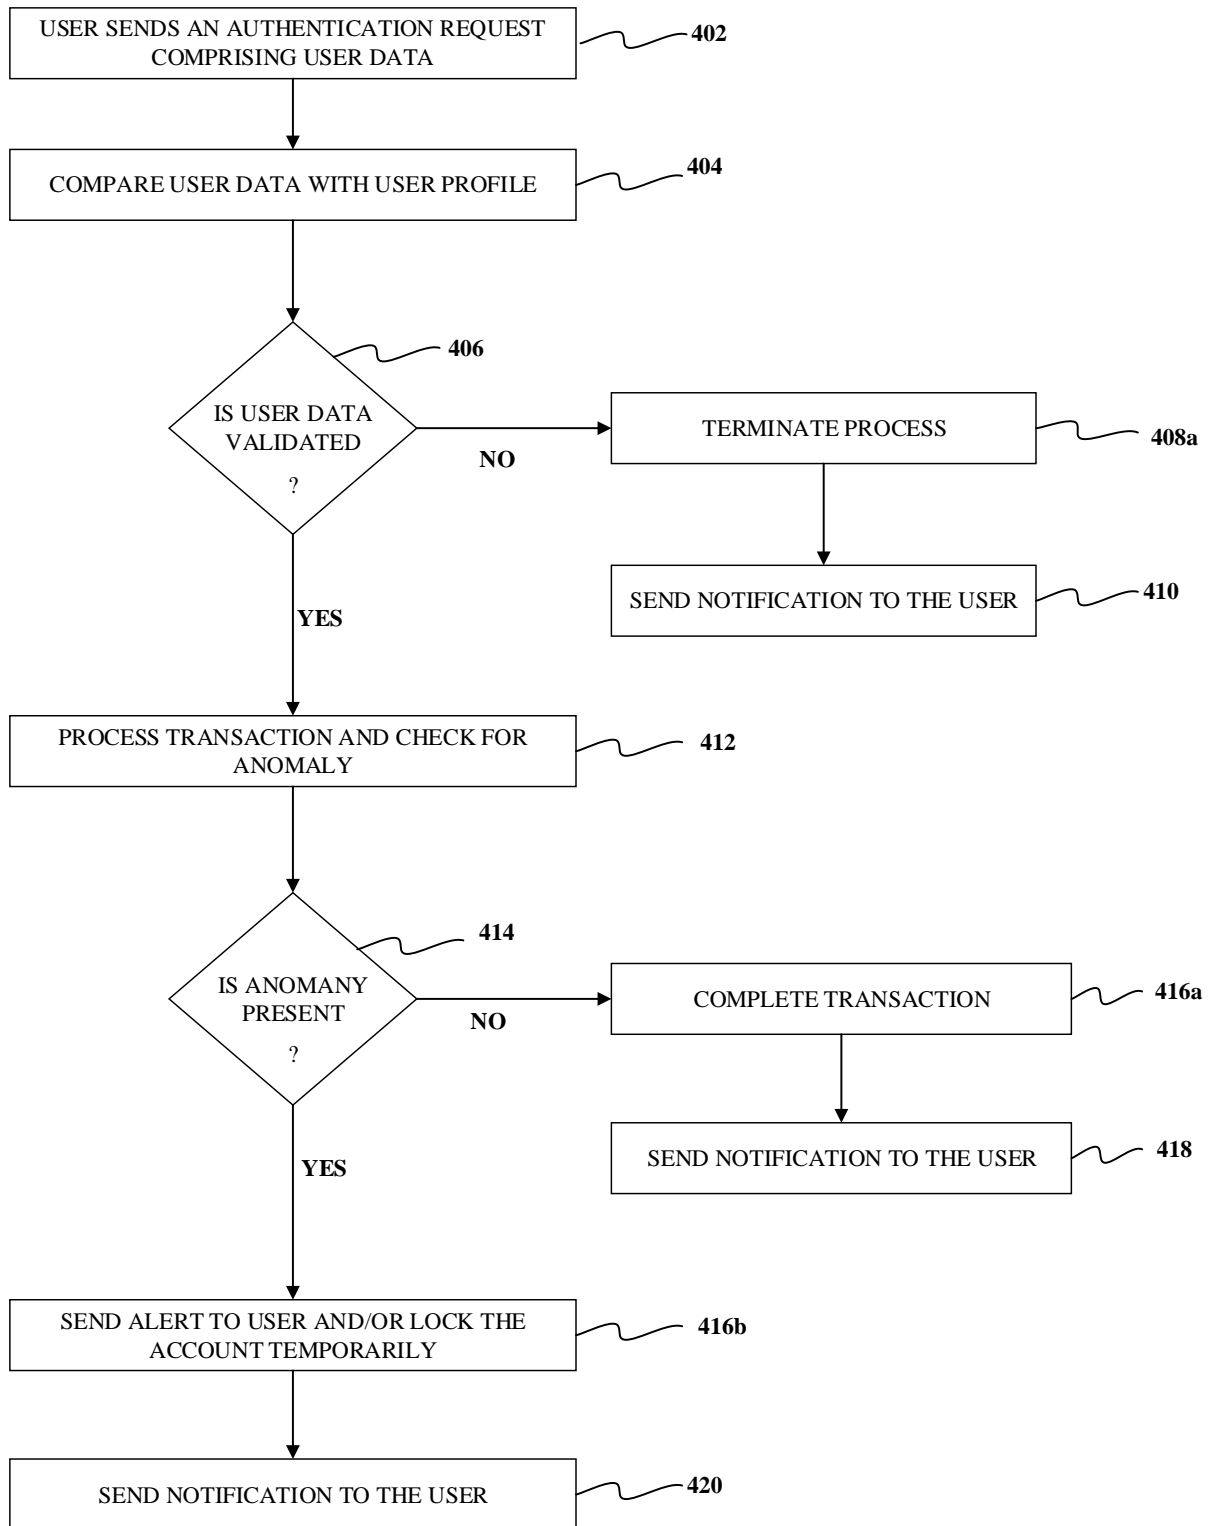 USER SENDS AN AUTHENTICATION REQUEST
COMPRISING USER DATA
402
COMPARE USER DATA WITH USER PROFILE
404
406
IS USER DATA
VALIDATED
?
NO
TERMINATE PROCESS
408a
SEND NOTIFICATION TO THE USER
410
YES
PROCESS TRANSACTION AND CHECK FOR
ANOMALY
412
414
IS ANOMANY
PRESENT
?
NO
COMPLETE TRANSACTION
416a
SEND NOTIFICATION TO THE USER
418
YES
SEND ALERT TO USER AND/OR LOCK THE
ACCOUNT TEMPORARILY
416b
SEND NOTIFICATION TO THE USER
420